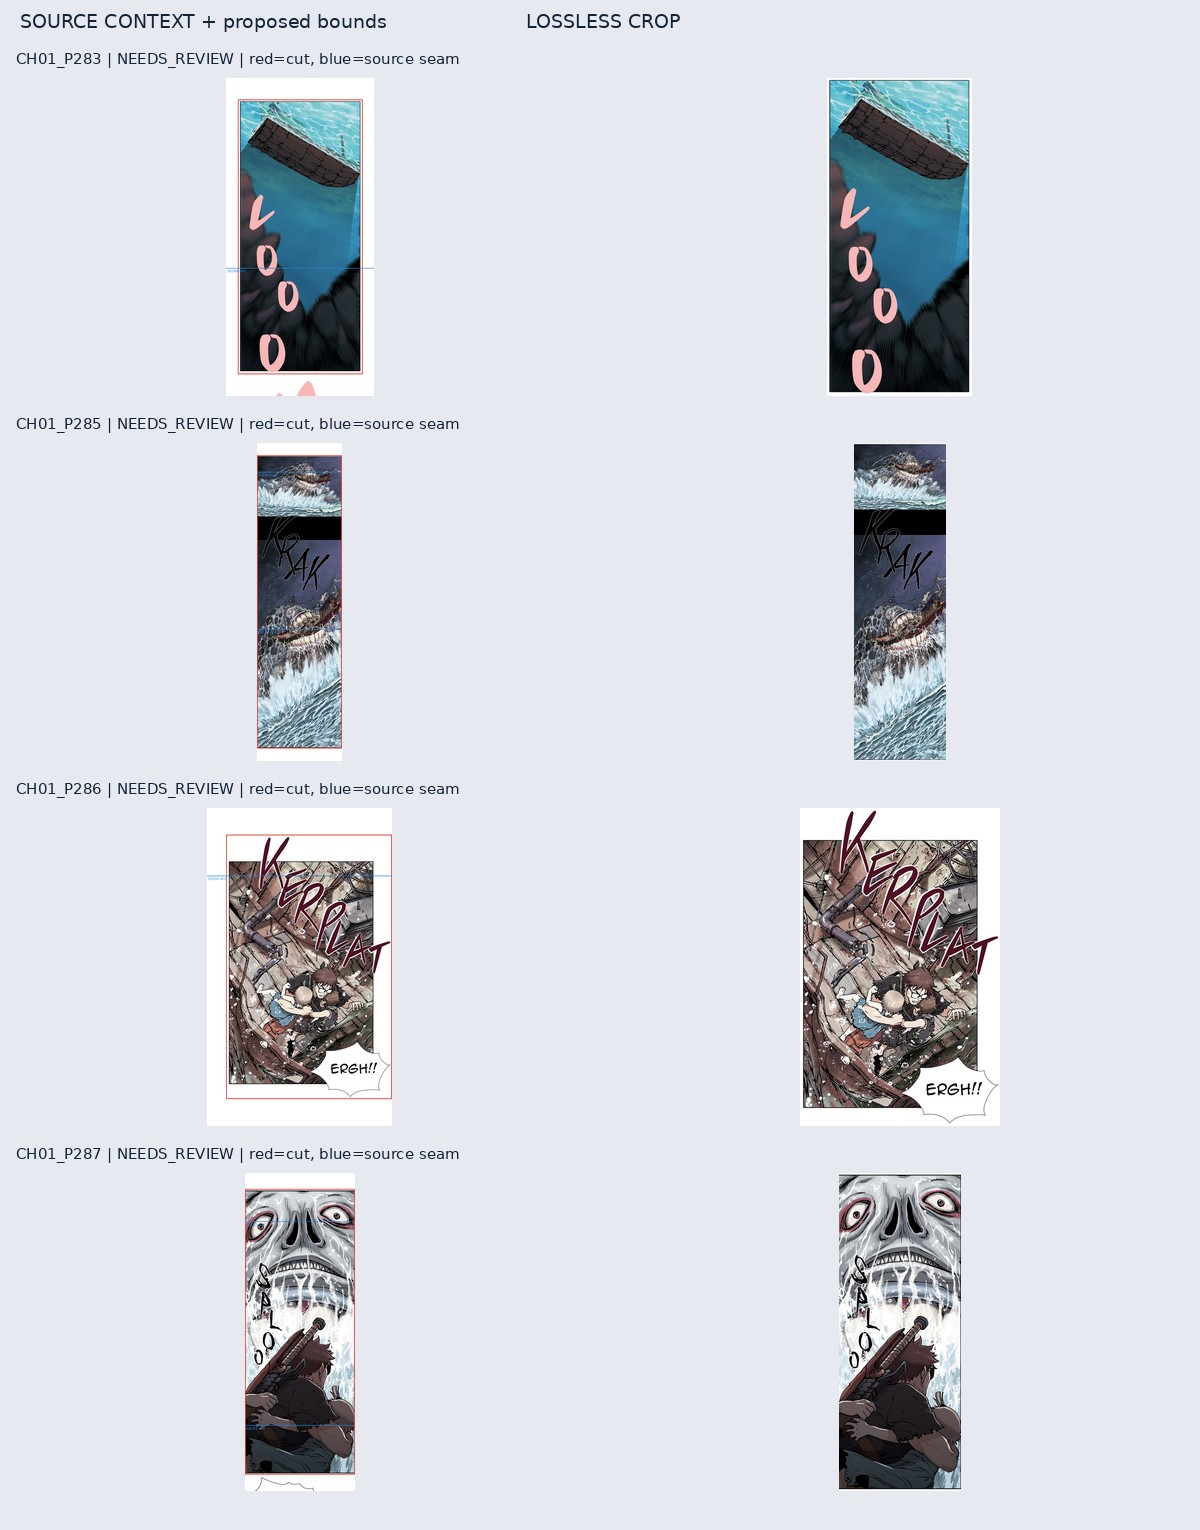 SOURCE CONTEXT + proposed bounds
LOSSLESS CROP
CH01_P283 | NEEDS_REVIEW | red=cut, blue=source seam
LOOO
LOOO
CH01_P285 | NEEDS_REVIEW | red=cut, blue=source seam
KRAK
KRAK
CH01_P286 | NEEDS_REVIEW | red=cut, blue=source seam
KERPLAT
ERGH!!
KERPLAT
ERGH!!
CH01_P287 | NEEDS_REVIEW | red=cut, blue=source seam
SPLOO
SPLOO